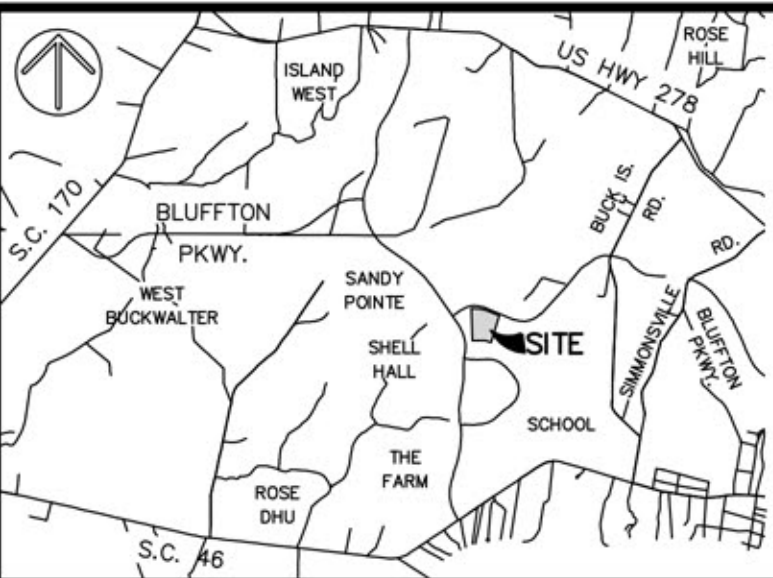 ROSE
HILL
US HWY 278
ISLAND
WEST
BUCK IS.
RD.
S.C. 170
BLUFFTON
PKWY.
RD.
SANDY
POINTE
WEST
BUCKWALTER
SIMMONSVILLE
BLUFFTON
PKWY.
SHELL
HALL
SITE
SCHOOL
THE
FARM
ROSE
DHU
S.C. 46